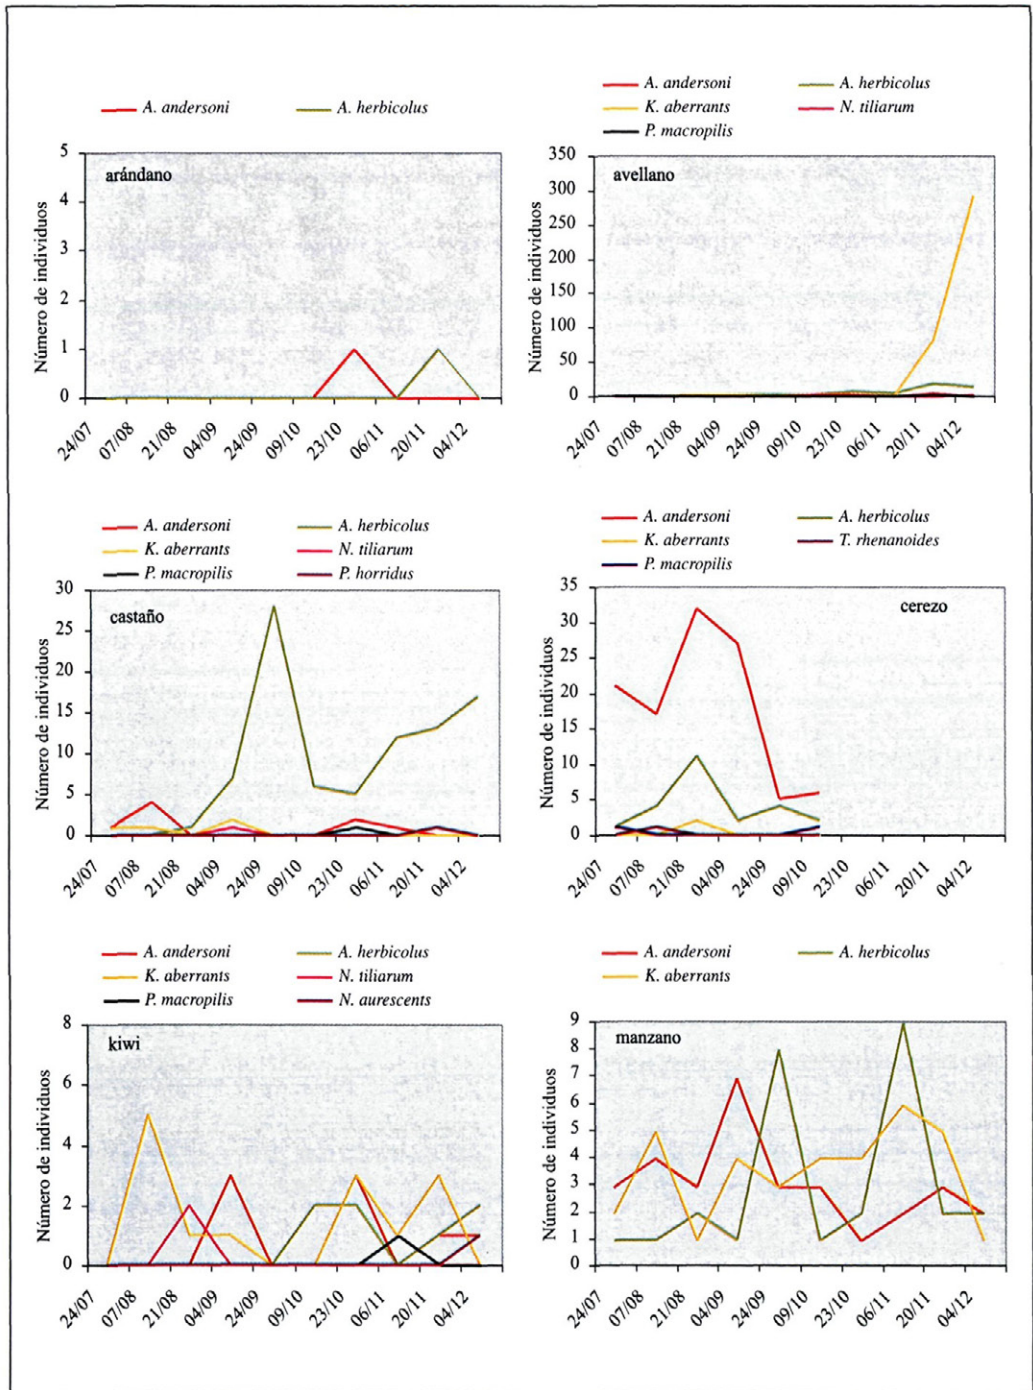 A. andersoni A. herbicolus
5
4
3
2
1
0
Número de individuos
arándano
24/07 07/08 21/08 04/09 24/09 09/10 23/10 06/11 20/11 04/12
A. andersoni A. herbicolus
K. aberrants N. tiliarum
P. macropilis
350
300
250
200
150
100
50
0
Número de individuos
avellano
24/07 07/08 21/08 04/09 24/09 09/10 23/10 06/11 20/11 04/12
A. andersoni A. herbicolus
K. aberrants N. tiliarum
P. macropilis P. horridus
30
25
20
15
10
5
0
Número de individuos
castaño
24/07 07/08 21/08 04/09 24/09 09/10 23/10 06/11 20/11 04/12
A. andersoni A. herbicolus
K. aberrants T. rhenanoides
P. macropilis
35
30
25
20
15
10
5
0
Número de individuos
cerezo
24/07 07/08 21/08 04/09 24/09 09/10 23/10 06/11 20/11 04/12
A. andersoni A. herbicolus
K. aberrants N. tiliarum
P. macropilis N. aurescents
8
6
4
2
0
Número de individuos
kiwi
24/07 07/08 21/08 04/09 24/09 09/10 23/10 06/11 20/11 04/12
A. andersoni A. herbicolus
K. aberrants
9
8
7
6
5
4
3
2
1
0
Número de individuos
manzano
24/07 07/08 21/08 04/09 24/09 09/10 23/10 06/11 20/11 04/12